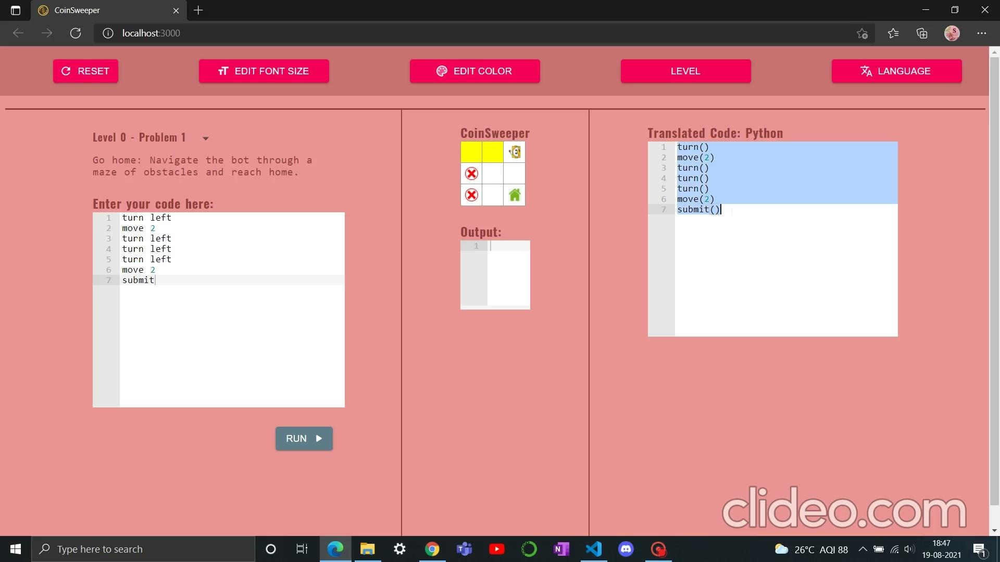 CoinSweeper
localhost:3000
RESET
EDIT FONT SIZE
EDIT COLOR
LEVEL
LANGUAGE
Level 0 - Problem 1
Go home: Navigate the bot through a
maze of obstacles and reach home.
Enter your code here:
1 turn left
2 move 2
3 turn left
4 turn left
5 turn left
6 move 2
7 submit
RUN
CoinSweeper
Output:
1
Translated Code: Python
1 turn()
2 move(2)
3 turn()
4 turn()
5 turn()
6 move(2)
7 submit()
clideo.com
Type here to search
26°C AQI 88
18:47
19-08-2021
1